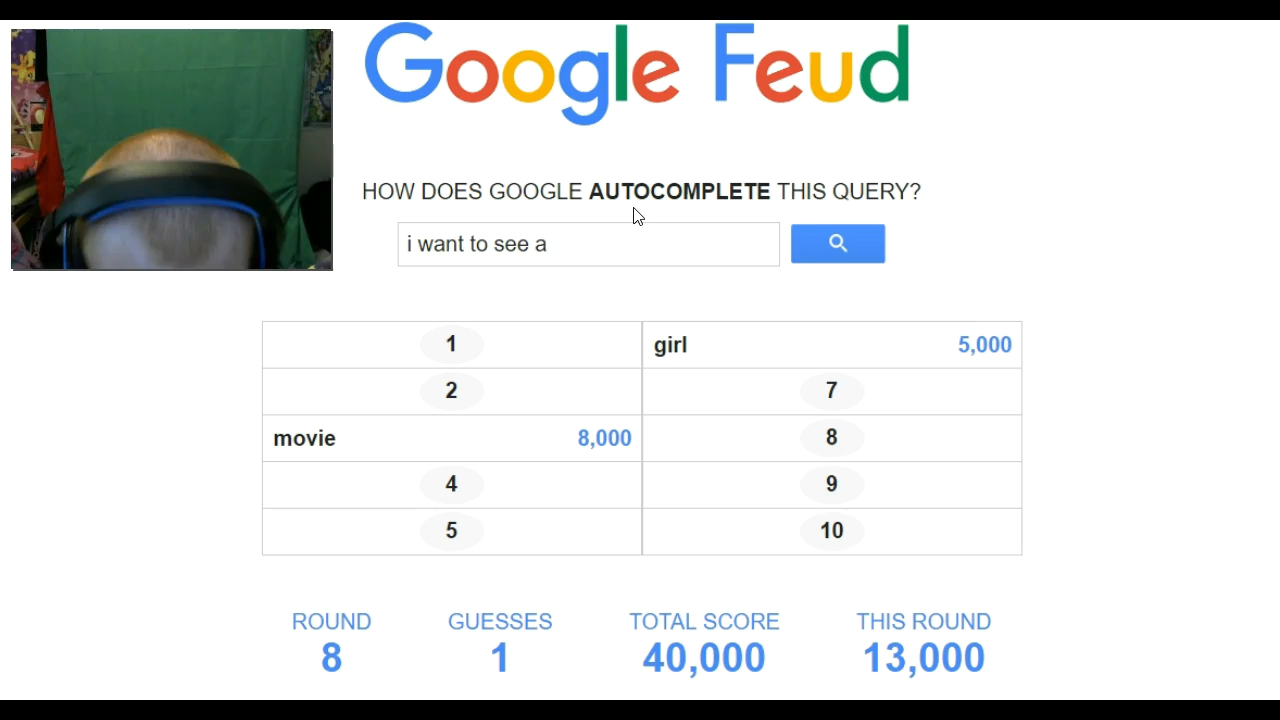 Google Feud
HOW DOES GOOGLE AUTOCOMPLETE THIS QUERY?
i want to see a
1
girl 5,000
2
7
movie 8,000
8
4
9
5
10
ROUND GUESSES TOTAL SCORE THIS ROUND
8 1 40,000 13,000